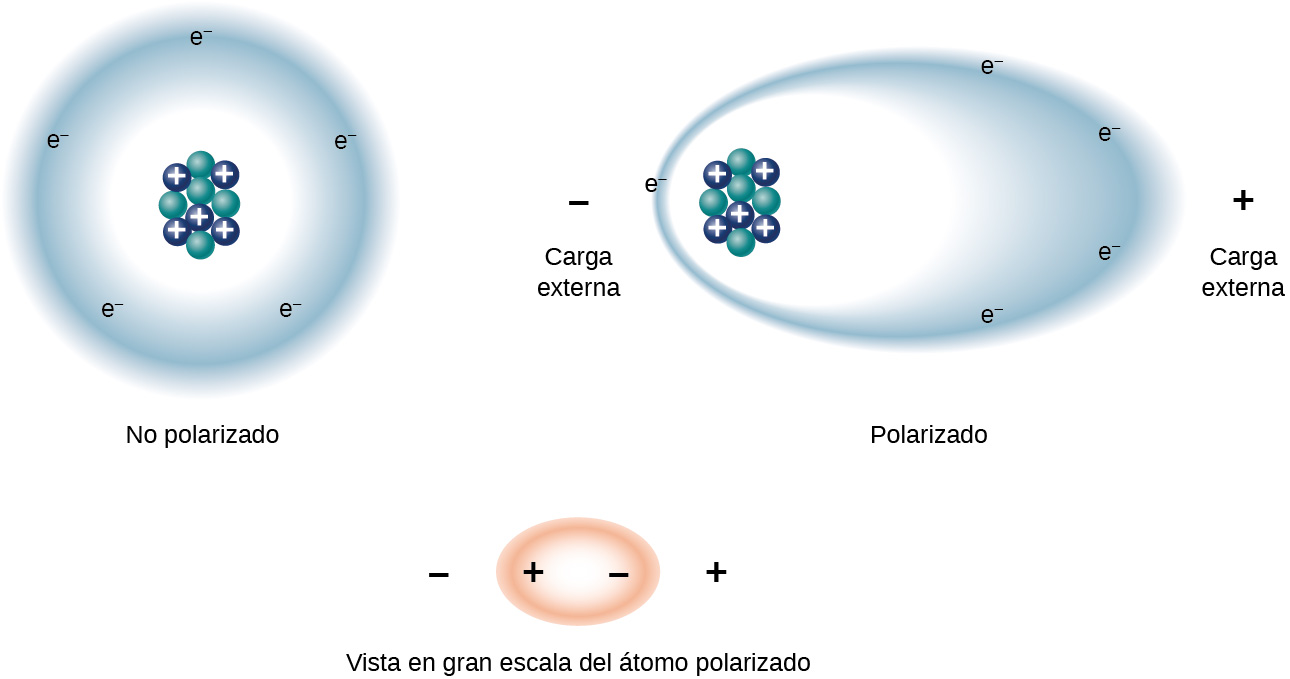 e⁻
e⁻
e⁻
e⁻
e⁻
+
+
+
+
+
No polarizado
–
Carga
externa
e⁻
e⁻
e⁻
e⁻
e⁻
+
+
+
+
+
+
Carga
externa
Polarizado
– + – +
Vista en gran escala del átomo polarizado